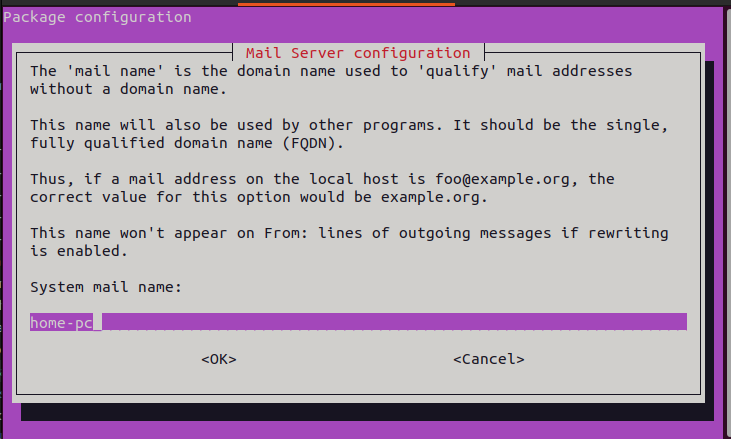 Package configuration
Mail Server configuration
The 'mail name' is the domain name used to 'qualify' mail addresses
without a domain name.
This name will also be used by other programs. It should be the single,
fully qualified domain name (FQDN).
Thus, if a mail address on the local host is foo@example.org, the
correct value for this option would be example.org.
This name won't appear on From: lines of outgoing messages if rewriting
is enabled.
System mail name:
home-pc
<OK> <Cancel>